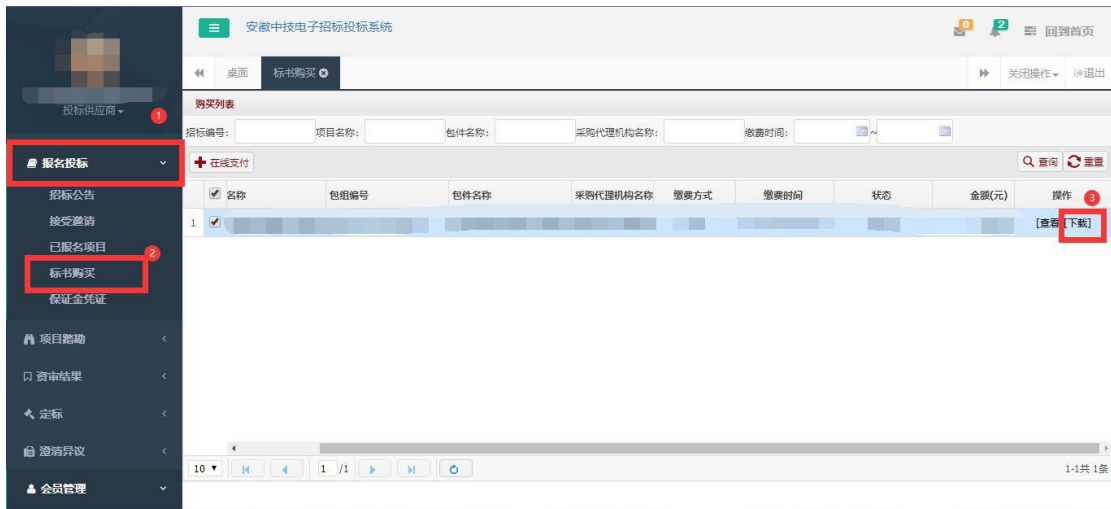 安徽中技电子招标投标系统
0
2
回到首页
桌面
标书购买
关闭操作
退出
投标供应商
1
购买列表
招标编号：
项目名称：
包件名称：
采购代理机构名称：
缴费时间：
~
报名投标
在线支付
查询
重置
招标公告
名称
包组编号
包件名称
采购代理机构名称
缴费方式
缴费时间
状态
金额(元)
操作
3
接受邀请
1
[查看]
[下载]
已报名项目
2
标书购买
保证金凭证
项目踏勘
资审结果
定标
澄清异议
10
1 /1
1-1共 1条
会员管理